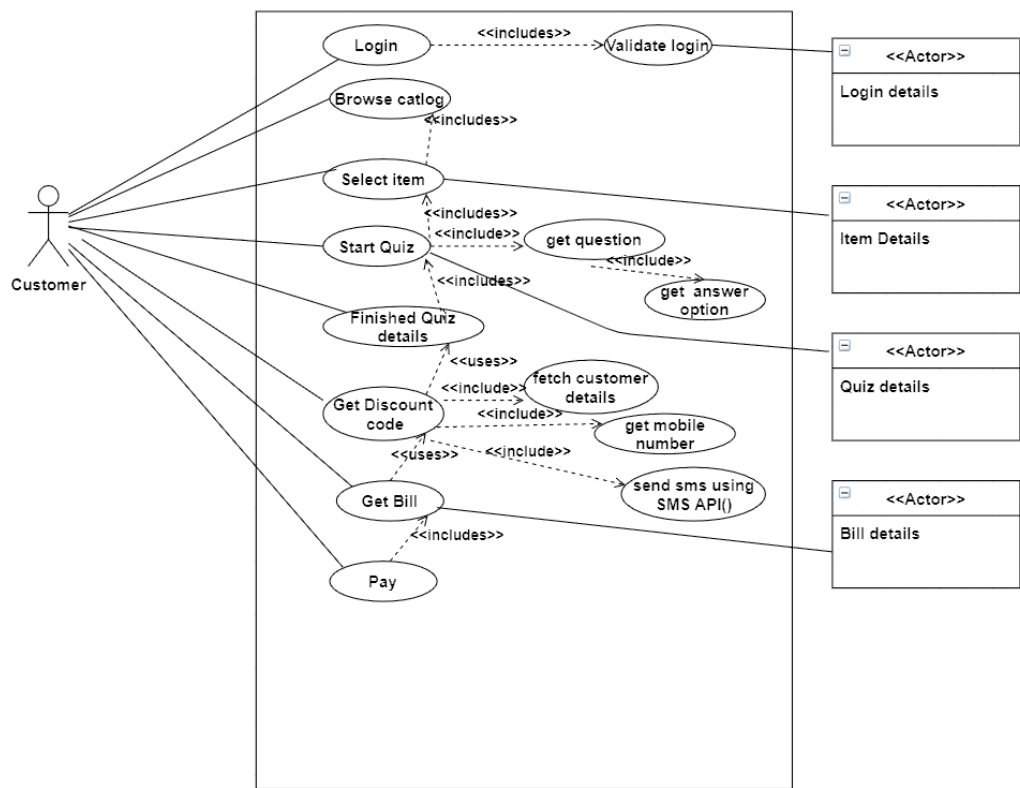 Login
<<includes>>
Validate login
<<Actor>>
Login details
Browse catlog
<<includes>>
Select item
<<Actor>>
Item Details
<<includes>>
Start Quiz
<<include>>
get question
<<include>>
get answer
option
<<includes>>
Customer
Finished Quiz
details
<<Actor>>
Quiz details
<<uses>>
fetch customer
details
<<include>>
Get Discount
code
<<include>>
get mobile
number
<<uses>>
<<include>>
send sms using
SMS API()
Get Bill
<<Actor>>
Bill details
<<includes>>
Pay